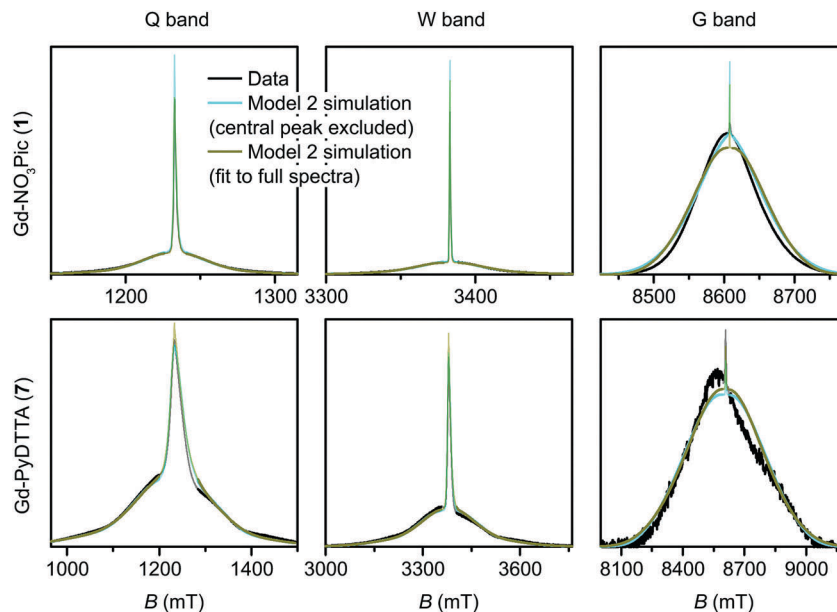 Q band
W band
G band
Gd-NO₃Pic (1)
Data
Model 2 simulation
(central peak excluded)
Model 2 simulation
(fit to full spectra)
1200
1300
3300
3400
8500
8600
8700
Gd-PyDTTA (7)
1000
1200
1400
3000
3300
3600
8100
8400
8700
9000
B (mT)
B (mT)
B (mT)